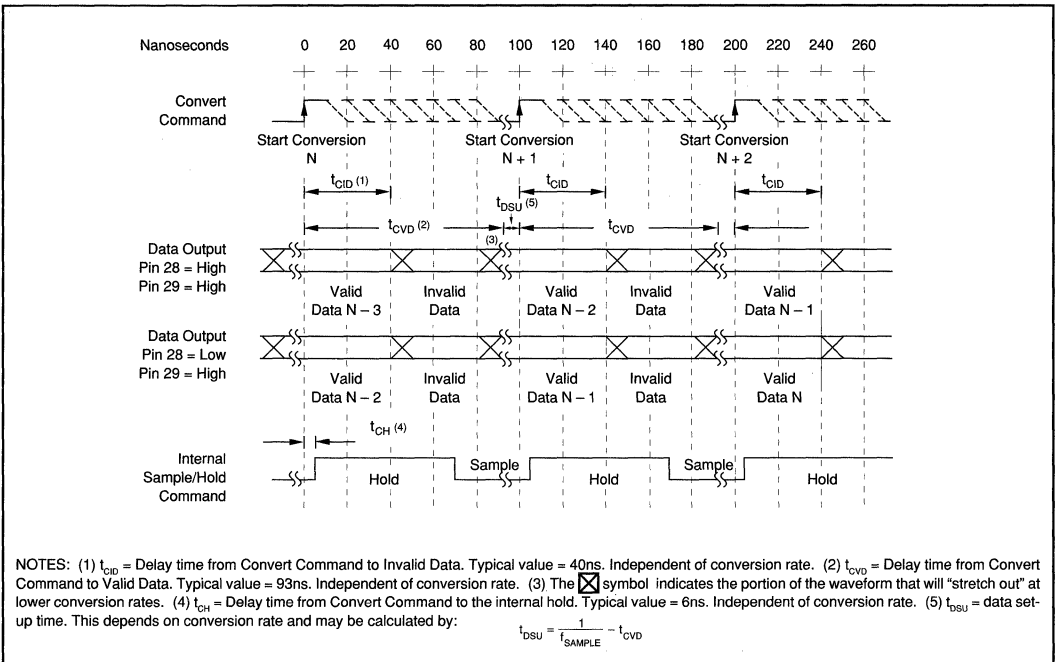 Nanoseconds 0 20 40 60 80 100 120 140 160 180 200 220 240 260
Convert
Command
Start Conversion
N
Start Conversion
N + 1
Start Conversion
N + 2
tCID (1)
tCID
tCID
tDSU (5)
tCVD (2)
tCVD
(3)
Data Output
Pin 28 = High
Pin 29 = High
Valid
Data N – 3
Invalid
Data
Valid
Data N – 2
Invalid
Data
Valid
Data N – 1
Data Output
Pin 28 = Low
Pin 29 = High
Valid
Data N – 2
Invalid
Data
Valid
Data N – 1
Invalid
Data
Valid
Data N
tCH (4)
Internal
Sample/Hold
Command
Hold
Sample
Hold
Sample
Hold
NOTES: (1) tCID = Delay time from Convert Command to Invalid Data. Typical value = 40ns. Independent of conversion rate. (2) tCVD = Delay time from Convert
Command to Valid Data. Typical value = 93ns. Independent of conversion rate. (3) The symbol indicates the portion of the waveform that will “stretch out” at
lower conversion rates. (4) tCH = Delay time from Convert Command to the internal hold. Typical value = 6ns. Independent of conversion rate. (5) tDSU = data set-
up time. This depends on conversion rate and may be calculated by:
tDSU = 1 / fSAMPLE – tCVD